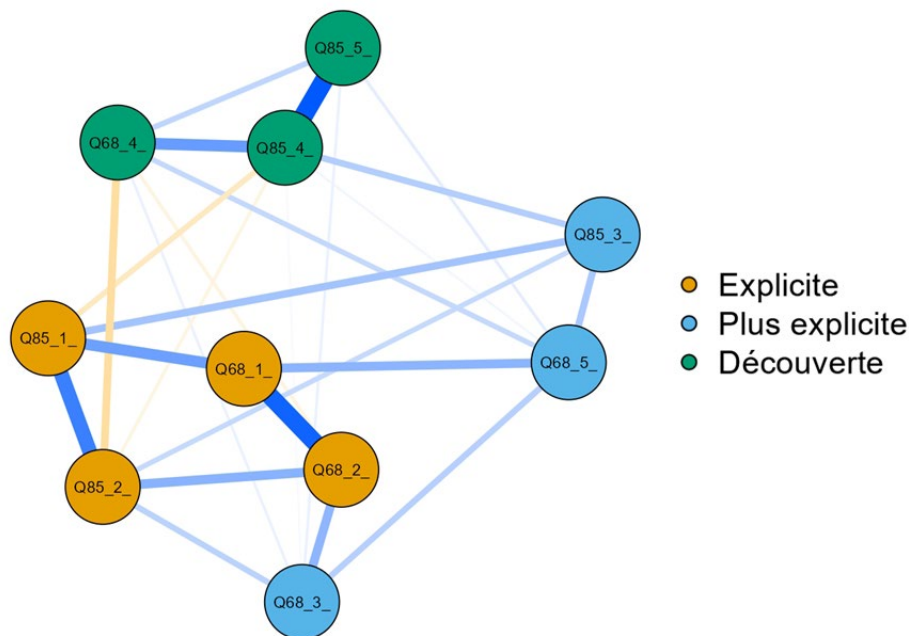 Q85_5_
Q68_4_
Q85_4_
Q85_3_
Explicite
Plus explicite
Découverte
Q85_1_
Q68_1_
Q68_5_
Q68_2_
Q85_2_
Q68_3_